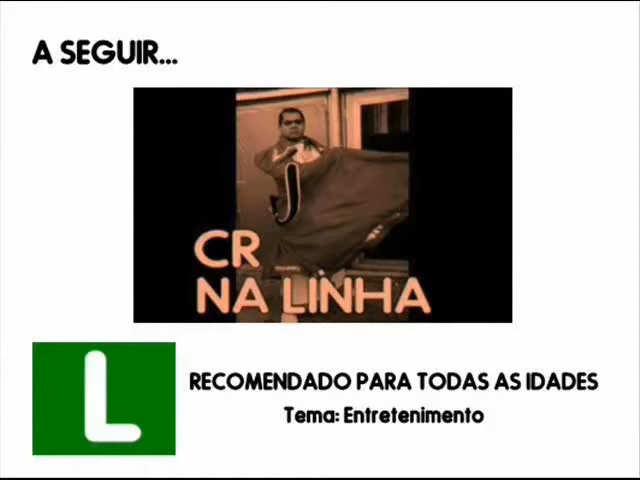 A SEGUIR...
CR
NA LINHA
L
RECOMENDADO PARA TODAS AS IDADES
Tema: Entretenimento